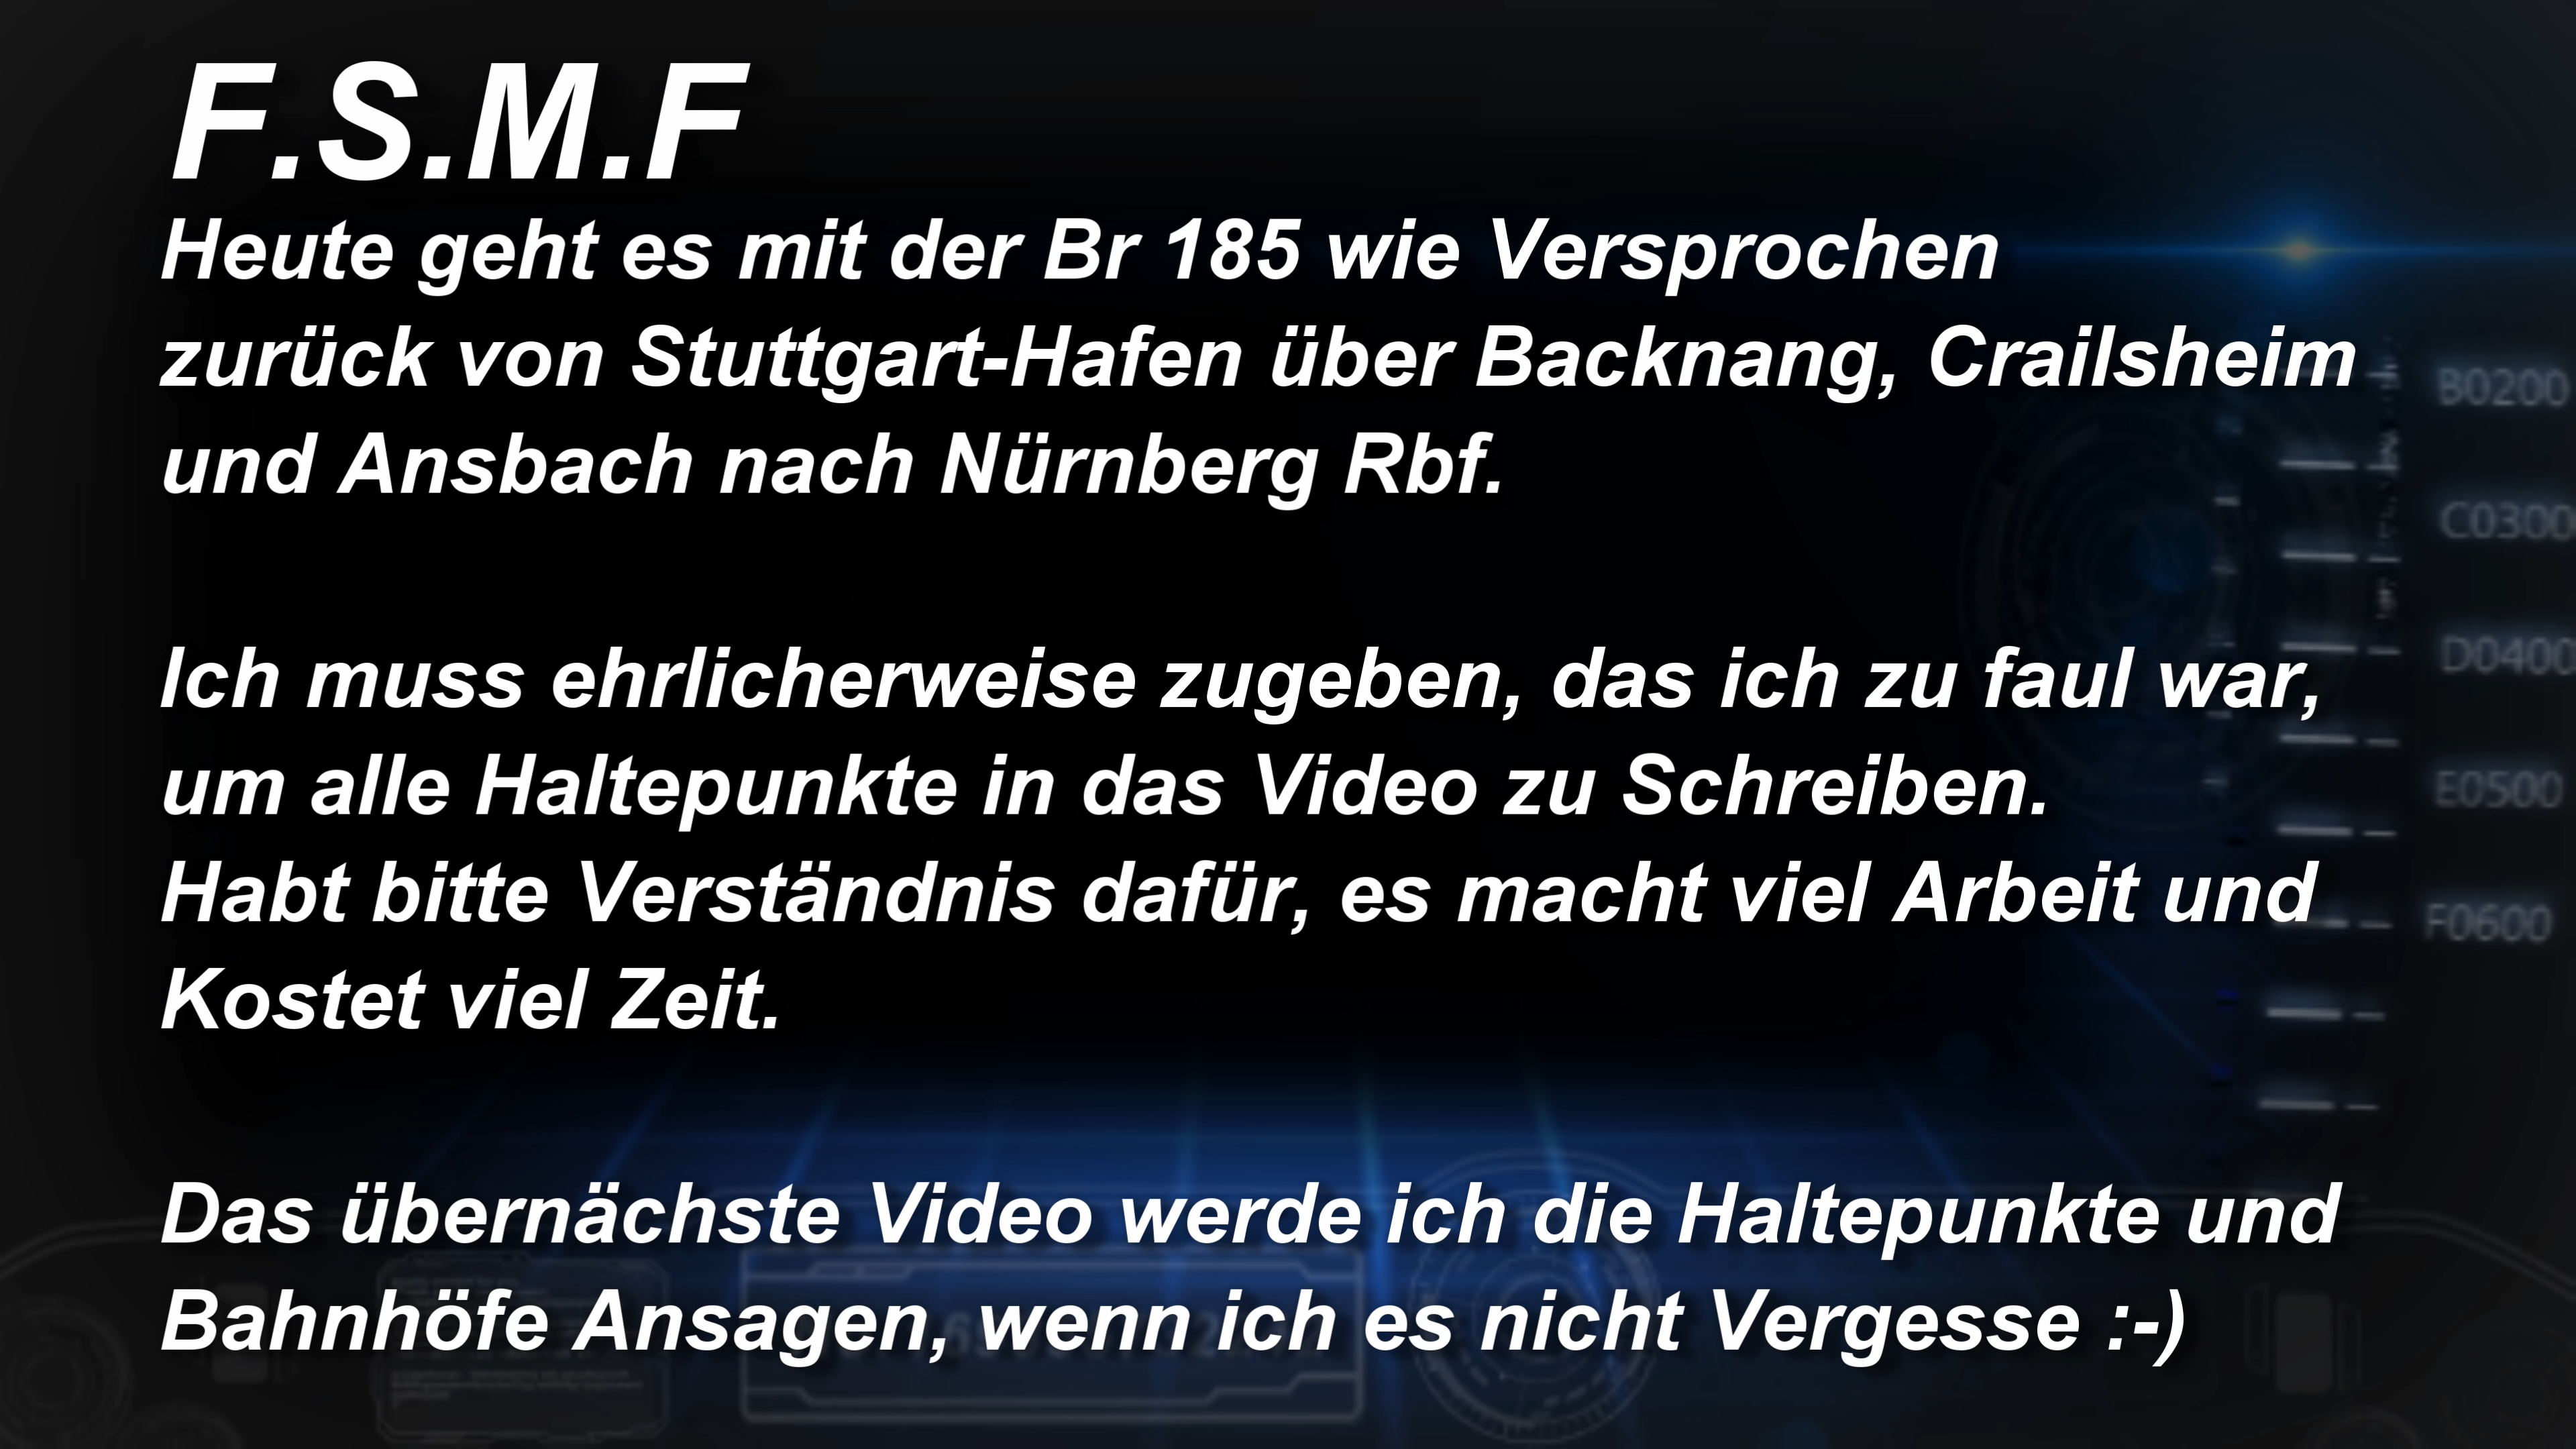 F.S.M.F
Heute geht es mit der Br 185 wie Versprochen
zurück von Stuttgart-Hafen über Backnang, Crailsheim
und Ansbach nach Nürnberg Rbf.
Ich muss ehrlicherweise zugeben, das ich zu faul war,
um alle Haltepunkte in das Video zu Schreiben.
Habt bitte Verständnis dafür, es macht viel Arbeit und
Kostet viel Zeit.
Das übernächste Video werde ich die Haltepunkte und
Bahnhöfe Ansagen, wenn ich es nicht Vergesse :-)
B0200
C0300
D0400
E0500
F0600